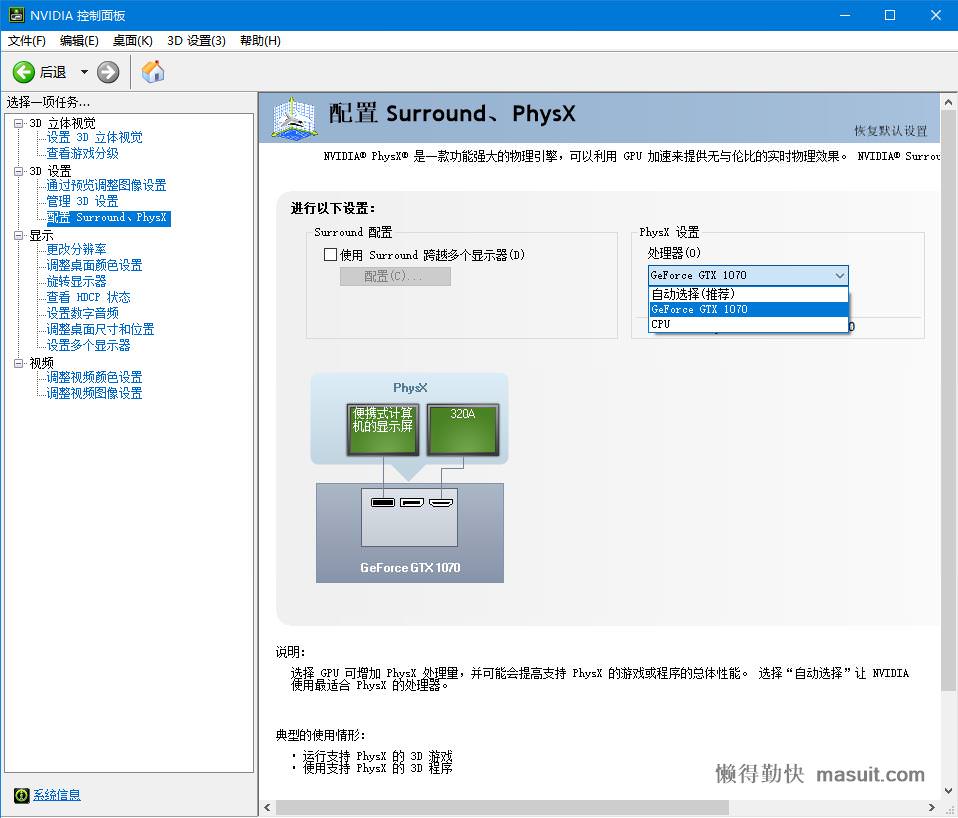 NVIDIA 控制面板
文件(F) 编辑(E) 桌面(K) 3D 设置(3) 帮助(H)
后退
选择一项任务...
3D 立体视觉
设置 3D 立体视觉
查看游戏分级
3D 设置
通过预览调整图像设置
管理 3D 设置
配置 Surround、PhysX
显示
更改分辨率
调整桌面颜色设置
旋转显示器
查看 HDCP 状态
设置数字音频
调整桌面尺寸和位置
设置多个显示器
视频
调整视频颜色设置
调整视频图像设置
系统信息
配置 Surround、PhysX
恢复默认设置
NVIDIA® PhysX® 是一款功能强大的物理引擎，可以利用 GPU 加速来提供无与伦比的实时物理效果。 NVIDIA® Surrou
进行以下设置:
Surround 配置
使用 Surround 跨越多个显示器(D)
配置(C)...
PhysX 设置
处理器(O)
GeForce GTX 1070
自动选择(推荐)
GeForce GTX 1070
CPU
0
PhysX
便携式计算
机的显示屏
320A
GeForce GTX 1070
说明:
选择 GPU 可增加 PhysX 处理量，并可能会提高支持 PhysX 的游戏或程序的总体性能。 选择“自动选择”让 NVIDIA
使用最适合 PhysX 的处理器。
典型的使用情形:
· 运行支持 PhysX 的 3D 游戏
· 使用支持 PhysX 的 3D 程序
懒得勤快 masuit.com